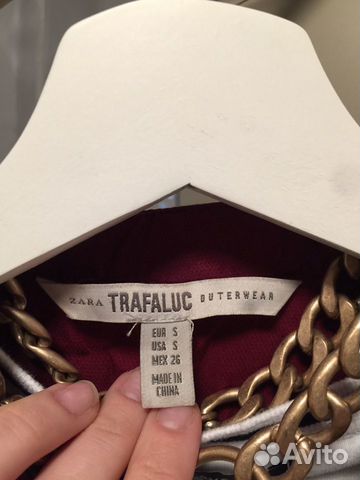 ZARA TRAFALUC OUTERWEAR
EUR S
USA S
MEX 26
MADE IN
CHINA
Avito